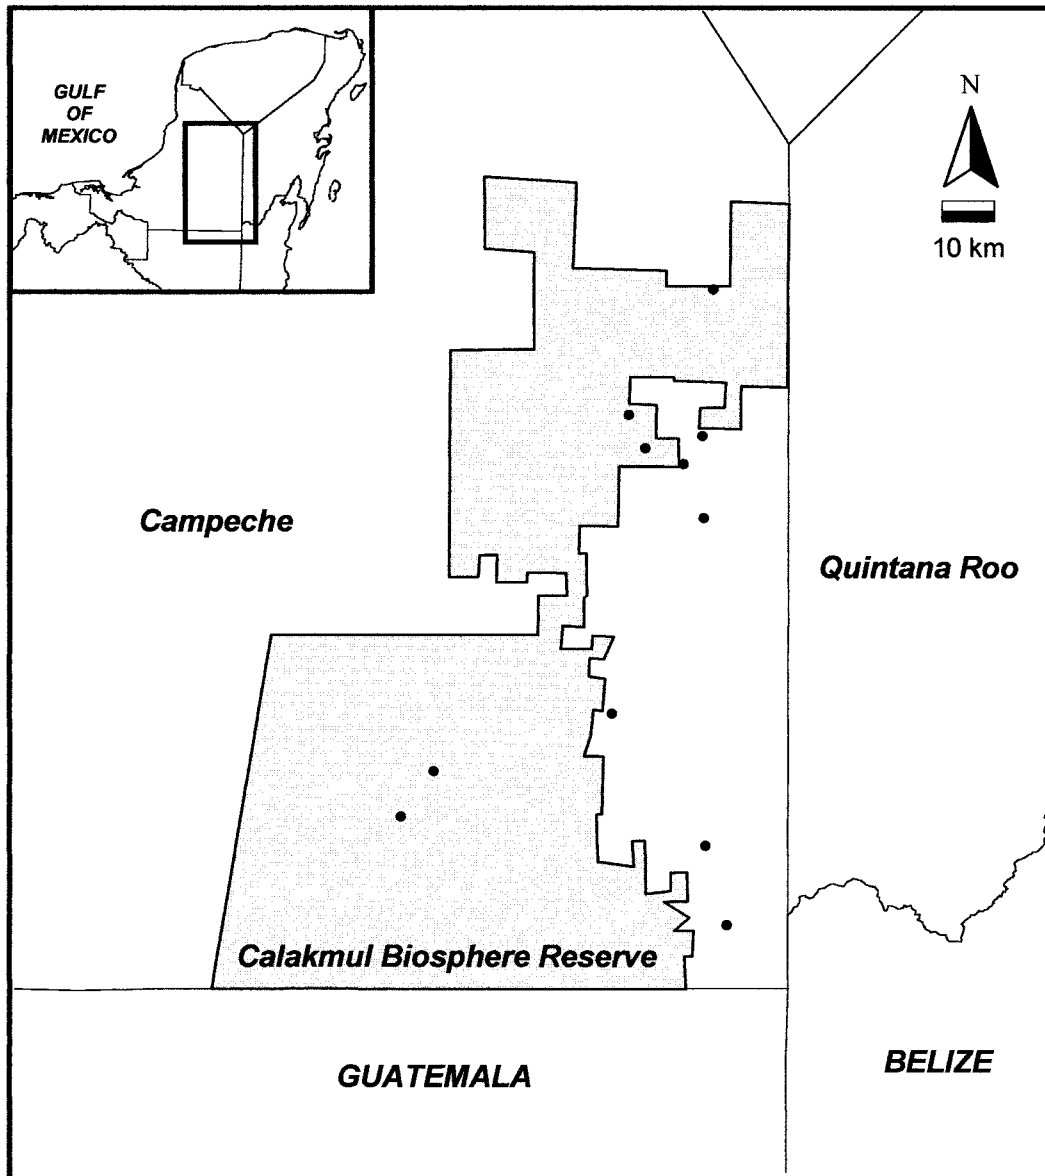 GULF
OF
MEXICO
N
10 km
Campeche
Quintana Roo
Calakmul Biosphere Reserve
GUATEMALA
BELIZE